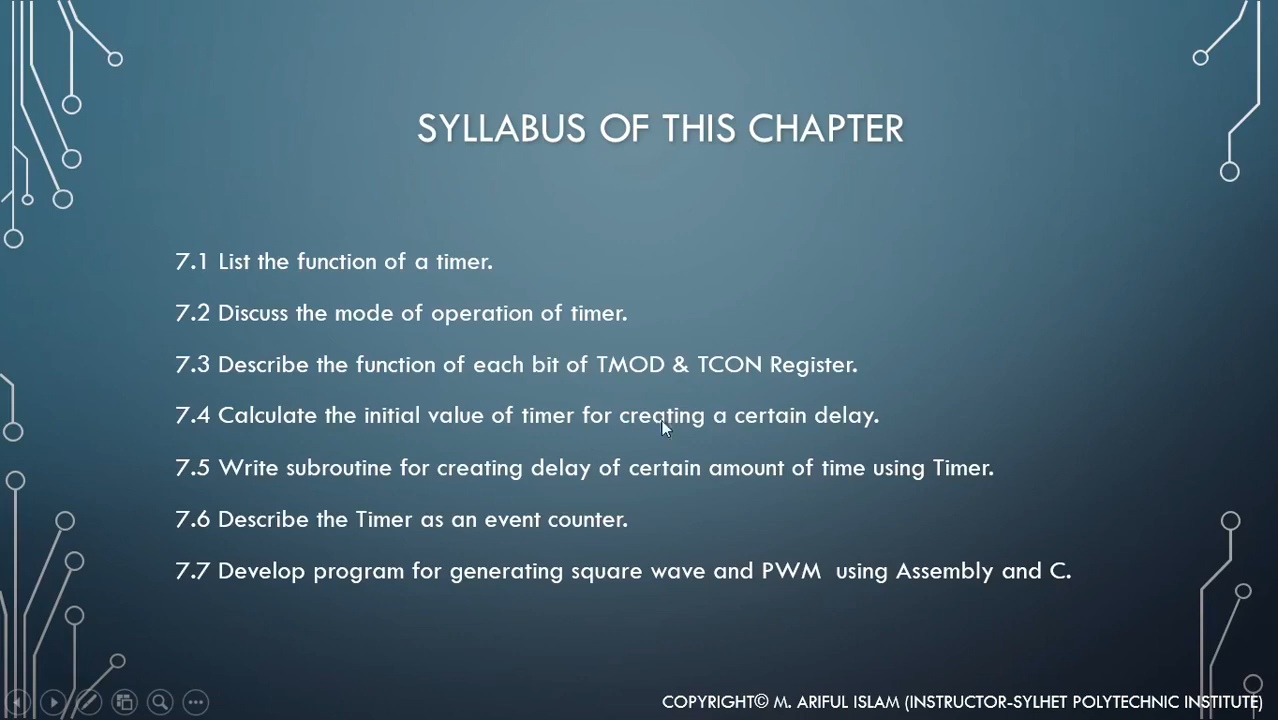 SYLLABUS OF THIS CHAPTER
7.1 List the function of a timer.
7.2 Discuss the mode of operation of timer.
7.3 Describe the function of each bit of TMOD & TCON Register.
7.4 Calculate the initial value of timer for creating a certain delay.
7.5 Write subroutine for creating delay of certain amount of time using Timer.
7.6 Describe the Timer as an event counter.
7.7 Develop program for generating square wave and PWM  using Assembly and C.
COPYRIGHT© M. ARIFUL ISLAM (INSTRUCTOR-SYLHET POLYTECHNIC INSTITUTE)